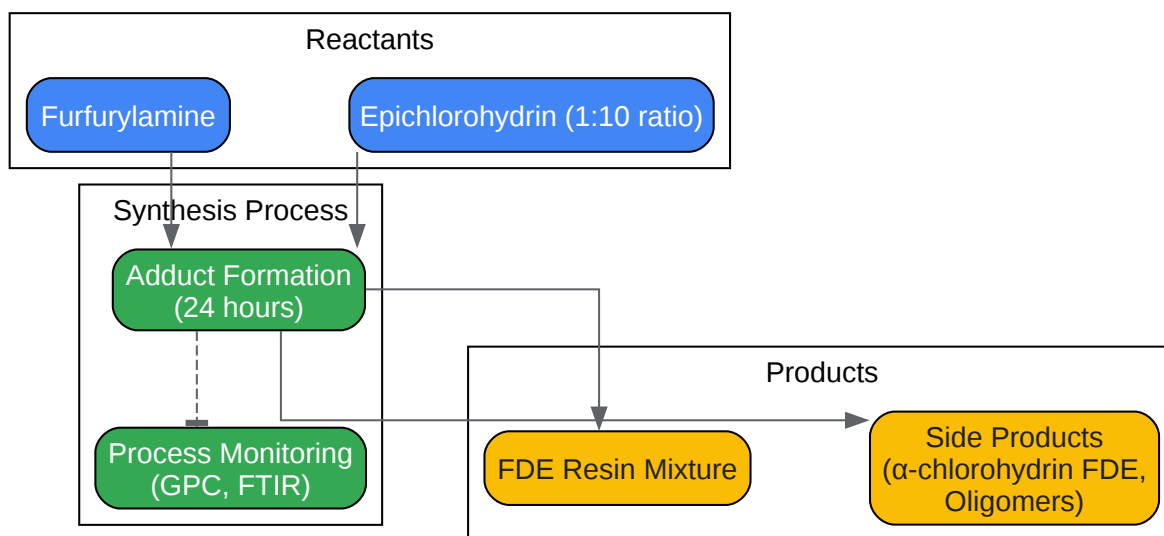 Reactants
Furfurylamine
Epichlorohydrin (1:10 ratio)
Synthesis Process
Adduct Formation
(24 hours)
Process Monitoring
(GPC, FTIR)
Products
FDE Resin Mixture
Side Products
(α-chlorohydrin FDE,
Oligomers)